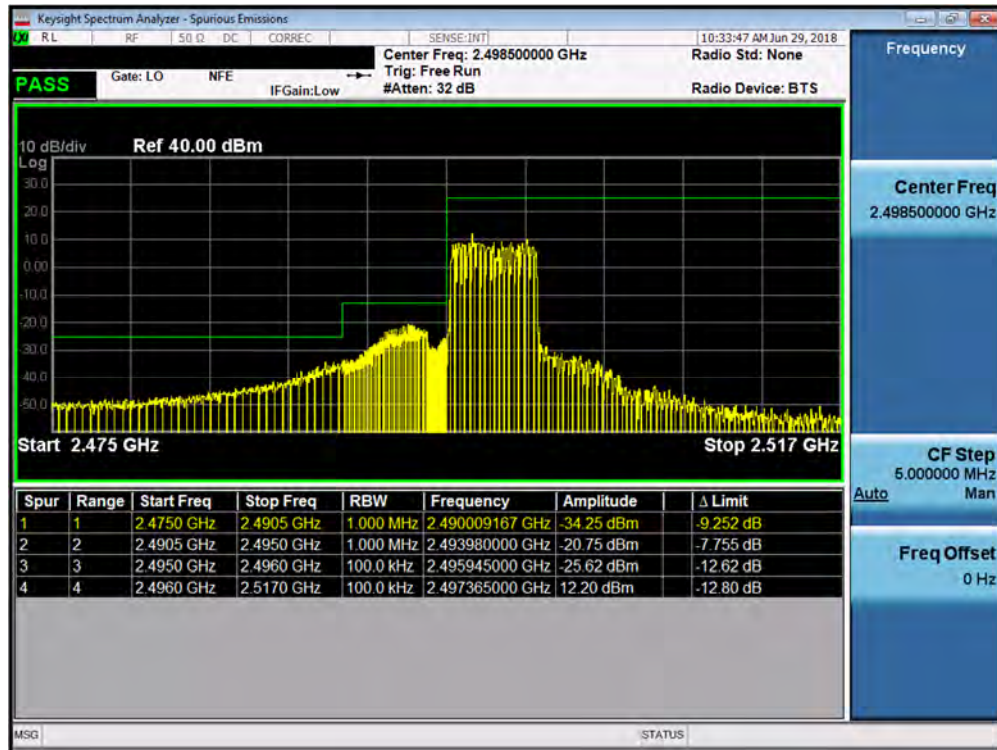 Keysight Spectrum Analyzer - Spurious Emissions
RL RF 50 Ω DC CORREC SENSE:INT 10:33:47 AM Jun 29, 2018
Center Freq: 2.498500000 GHz Radio Std: None
Trig: Free Run
PASS Gate: LO NFE IFGain:Low #Atten: 32 dB Radio Device: BTS
10 dB/div Ref 40.00 dBm
Log
30.0
20.0
10.0
0.00
-10.0
-20.0
-30.0
-40.0
-50.0
Start 2.475 GHz Stop 2.517 GHz
Spur Range Start Freq Stop Freq RBW Frequency Amplitude Δ Limit
1 1 2.4750 GHz 2.4905 GHz 1.000 MHz 2.490009167 GHz -34.25 dBm -9.252 dB
2 2 2.4905 GHz 2.4950 GHz 1.000 MHz 2.493980000 GHz -20.75 dBm -7.755 dB
3 3 2.4950 GHz 2.4960 GHz 100.0 kHz 2.495945000 GHz -25.62 dBm -12.62 dB
4 4 2.4960 GHz 2.5170 GHz 100.0 kHz 2.497365000 GHz 12.20 dBm -12.80 dB
MSG STATUS
Frequency
Center Freq
2.498500000 GHz
CF Step
5.000000 MHz
Auto Man
Freq Offset
0 Hz